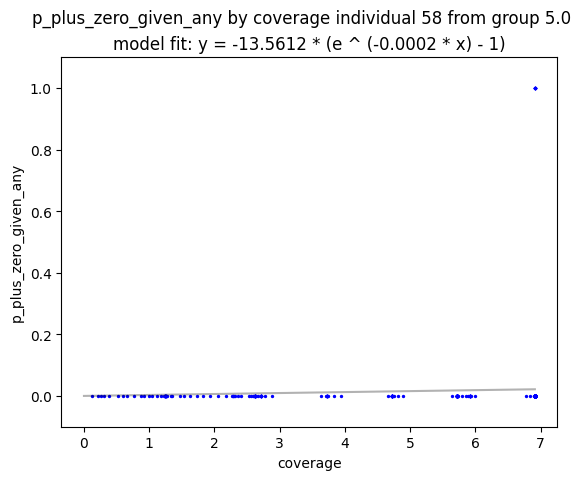 p_plus_zero_given_any by coverage individual 58 from group 5.0
model fit: y = -13.5612 * (e ^ (-0.0002 * x) - 1)
1.0
0.8
0.6
0.4
0.2
0.0
p_plus_zero_given_any
0 1 2 3 4 5 6 7
coverage